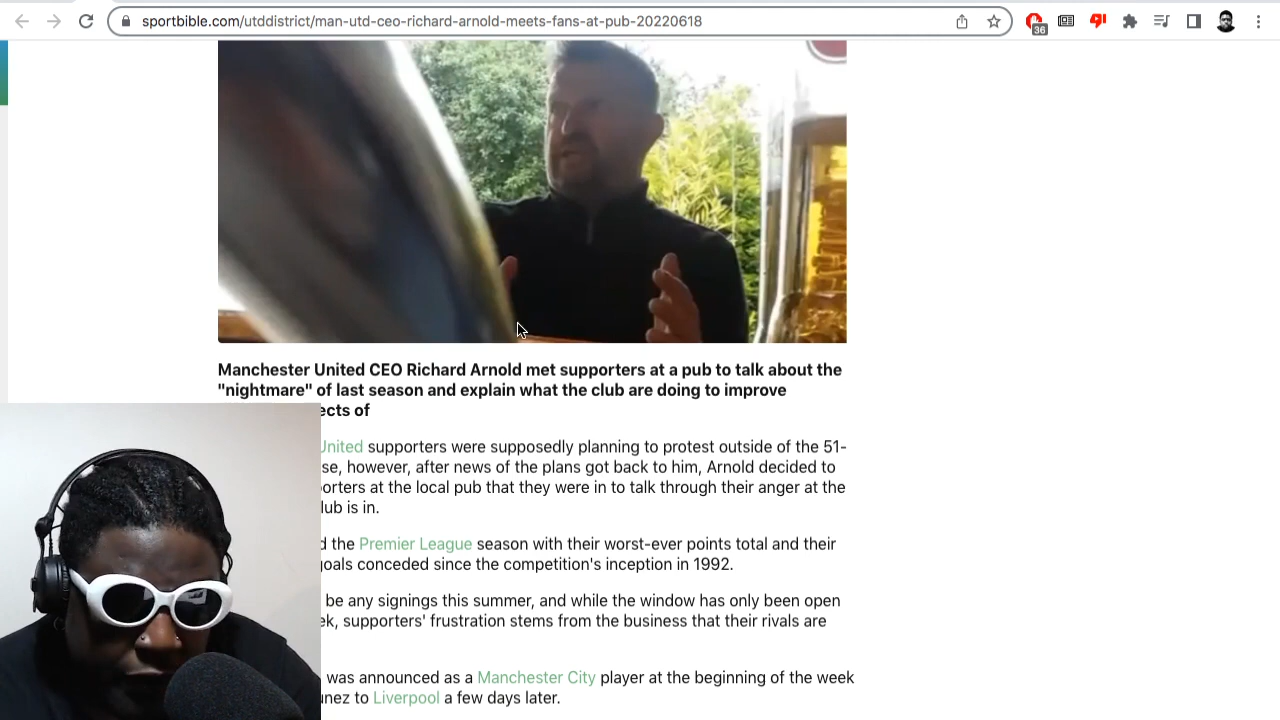 sportbible.com/utddistrict/man-utd-ceo-richard-arnold-meets-fans-at-pub-20220618
36
Manchester United CEO Richard Arnold met supporters at a pub to talk about the
"nightmare" of last season and explain what the club are doing to improve
ects of
United supporters were supposedly planning to protest outside of the 51-
se, however, after news of the plans got back to him, Arnold decided to
orters at the local pub that they were in to talk through their anger at the
lub is in.
d the Premier League season with their worst-ever points total and their
goals conceded since the competition's inception in 1992.
be any signings this summer, and while the window has only been open
ek, supporters' frustration stems from the business that their rivals are
was announced as a Manchester City player at the beginning of the week
unez to Liverpool a few days later.